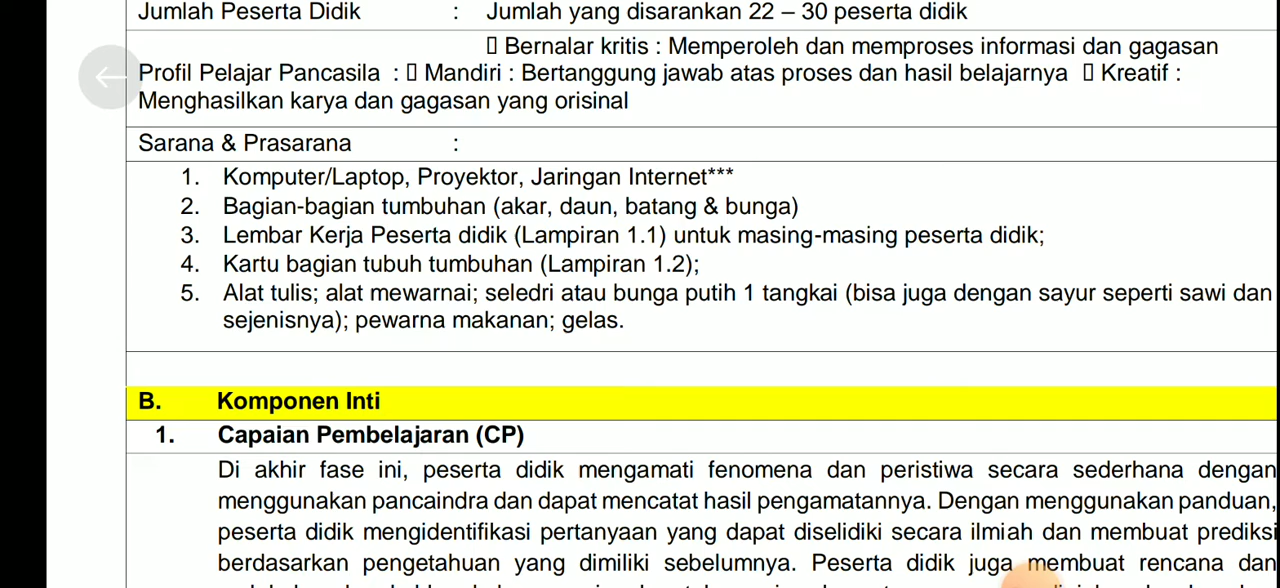 Jumlah Peserta Didik : Jumlah yang disarankan 22 – 30 peserta didik
Bernalar kritis : Memperoleh dan memproses informasi dan gagasan
Profil Pelajar Pancasila : Mandiri : Bertanggung jawab atas proses dan hasil belajarnya Kreatif :
Menghasilkan karya dan gagasan yang orisinal
Sarana & Prasarana :
1. Komputer/Laptop, Proyektor, Jaringan Internet***
2. Bagian-bagian tumbuhan (akar, daun, batang & bunga)
3. Lembar Kerja Peserta didik (Lampiran 1.1) untuk masing-masing peserta didik;
4. Kartu bagian tubuh tumbuhan (Lampiran 1.2);
5. Alat tulis; alat mewarnai; seledri atau bunga putih 1 tangkai (bisa juga dengan sayur seperti sawi dan
sejenisnya); pewarna makanan; gelas.
B. Komponen Inti
1. Capaian Pembelajaran (CP)
Di akhir fase ini, peserta didik mengamati fenomena dan peristiwa secara sederhana dengan
menggunakan pancaindra dan dapat mencatat hasil pengamatannya. Dengan menggunakan panduan,
peserta didik mengidentifikasi pertanyaan yang dapat diselidiki secara ilmiah dan membuat prediksi
berdasarkan pengetahuan yang dimiliki sebelumnya. Peserta didik juga membuat rencana dan